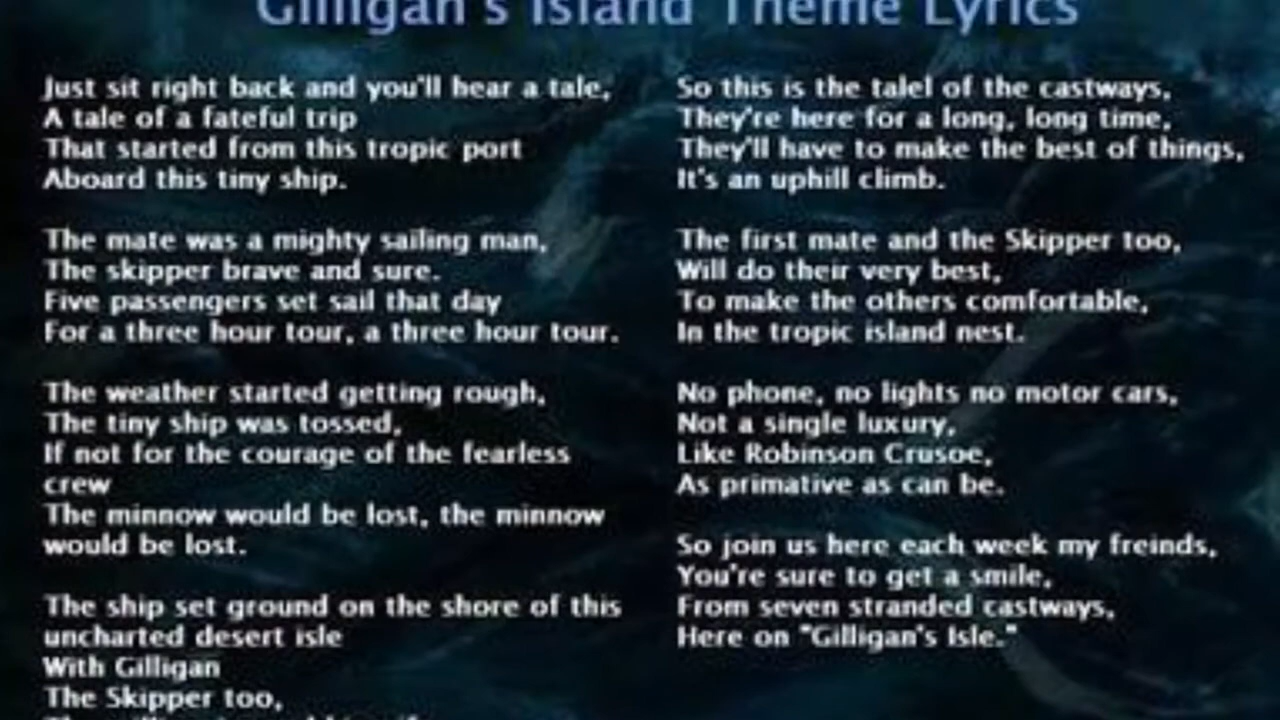 Gilligan's Island Theme Lyrics
Just sit right back and you'll hear a tale,
A tale of a fateful trip
That started from this tropic port
Aboard this tiny ship.
The mate was a mighty sailing man,
The skipper brave and sure.
Five passengers set sail that day
For a three hour tour, a three hour tour.
The weather started getting rough,
The tiny ship was tossed,
If not for the courage of the fearless
crew
The minnow would be lost, the minnow
would be lost.
The ship set ground on the shore of this
uncharted desert isle
With Gilligan
The Skipper too,
So this is the talel of the castways,
They're here for a long, long time,
They'll have to make the best of things,
It's an uphill climb.
The first mate and the Skipper too,
Will do their very best,
To make the others comfortable,
In the tropic island nest.
No phone, no lights no motor cars,
Not a single luxury,
Like Robinson Crusoe,
As primative as can be.
So join us here each week my freinds,
You're sure to get a smile,
From seven stranded castways,
Here on "Gilligan's Isle."